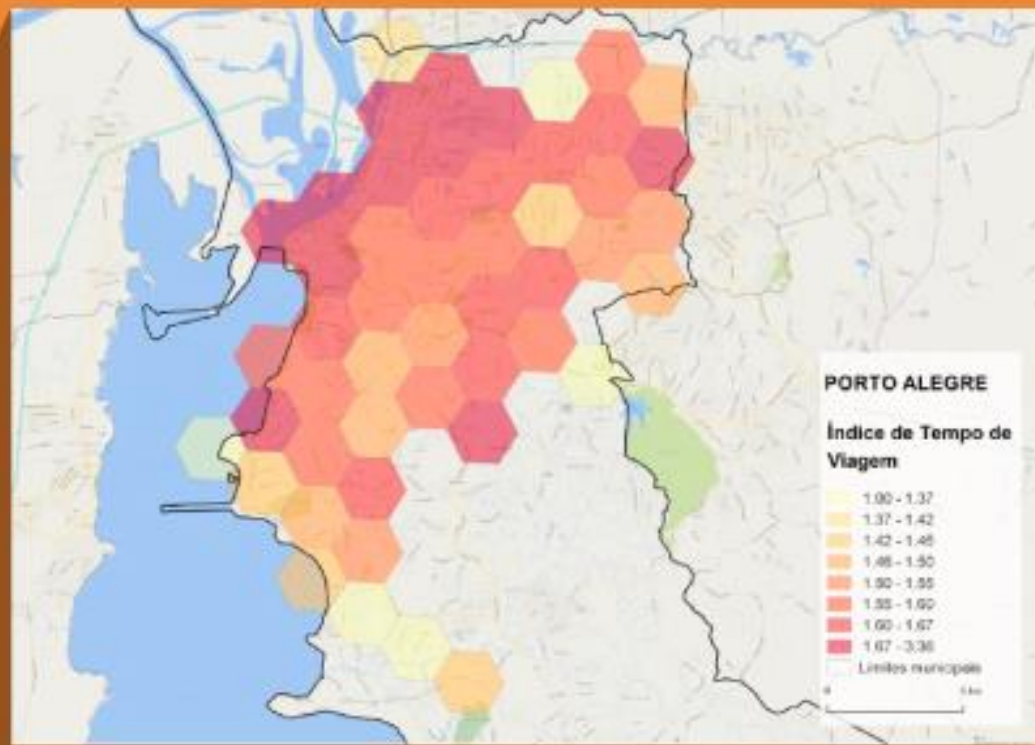 PORTO ALEGRE
Índice de Tempo de
Viagem
1.00 - 1.37
1.37 - 1.42
1.42 - 1.46
1.46 - 1.50
1.50 - 1.55
1.55 - 1.60
1.60 - 1.67
1.67 - 3.36
Limites municipais
0